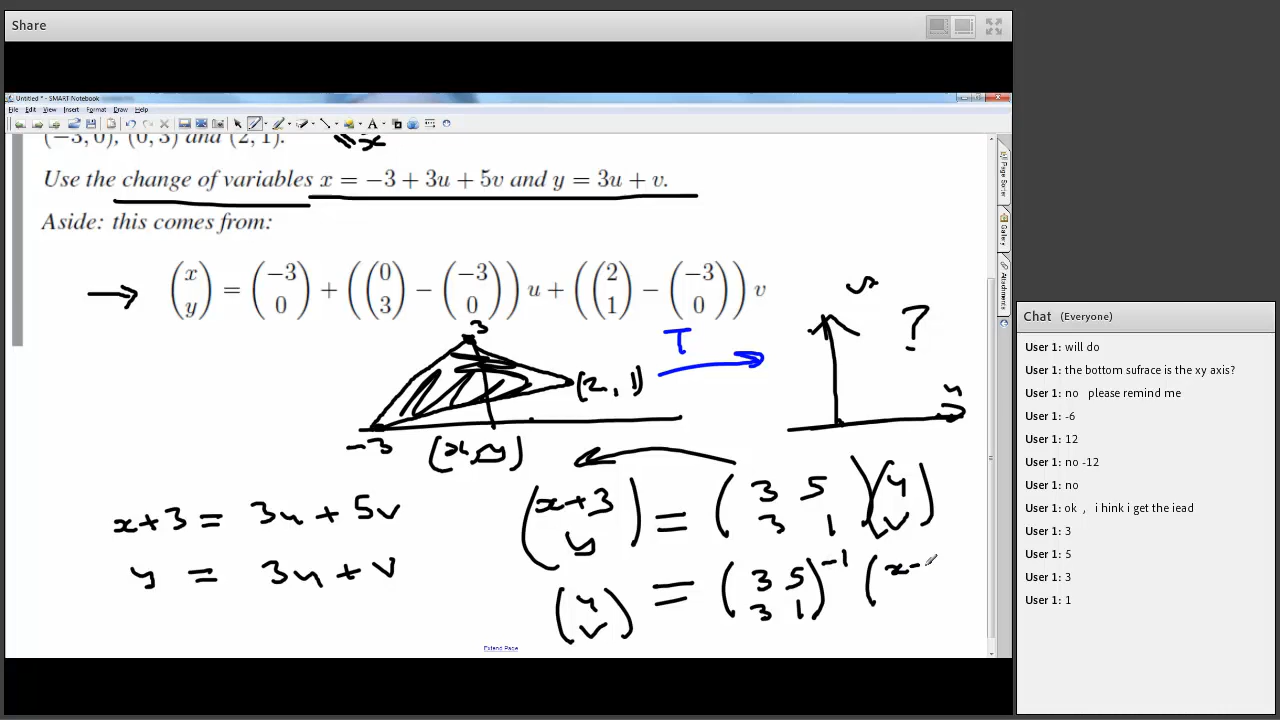 Share
Untitled * - SMART Notebook
File Edit View Insert Format Draw Help
(−3, 0), (0, 3) and (2, 1).
x
Use the change of variables x = −3 + 3u + 5v and y = 3u + v.
Aside: this comes from:
(x y) = (−3 0) + ((0 3) − (−3 0)) u + ((2 1) − (−3 0)) v
3
(2, 1)
-3
(x, y)
T
v
?
u
x+3 = 3u + 5v
y = 3u + v
(x+3 y) = (3 5 3 1)(u v)
(u v) = (3 5 3 1)^-1 (x-
Extend Page
Page Sorter
Gallery
Attachments
Chat (Everyone)
User 1: will do
User 1: the bottom sufrace is the xy axis?
User 1: no please remind me
User 1: -6
User 1: 12
User 1: no -12
User 1: no
User 1: ok , i hink i get the iead
User 1: 3
User 1: 5
User 1: 3
User 1: 1